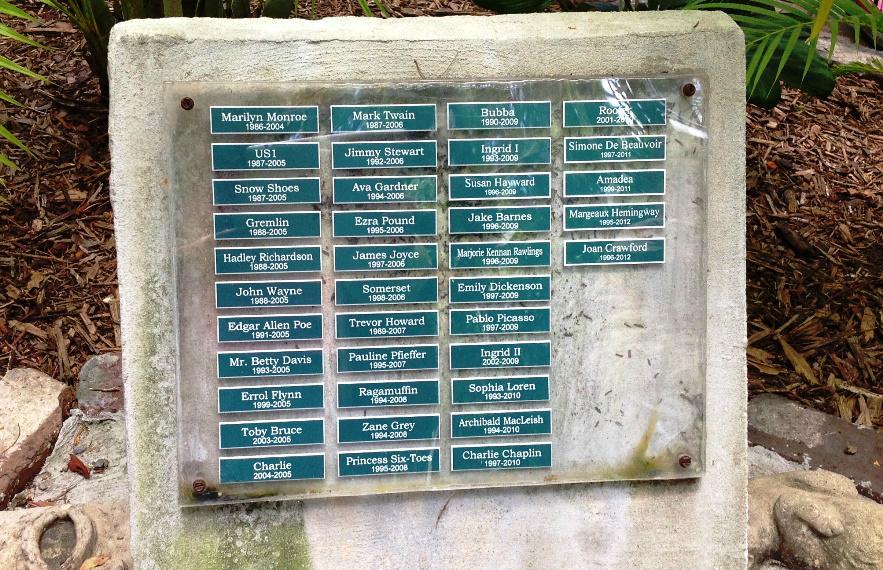 Marilyn Monroe
1986-2004
US1
1987-2005
Snow Shoes
1987-2005
Gremlin
1988-2005
Hadley Richardson
1988-2005
John Wayne
1988-2005
Edgar Allen Poe
1991-2005
Mr. Betty Davis
1993-2005
Errol Flynn
1999-2005
Toby Bruce
2003-2005
Charlie
2004-2005
Mark Twain
1987-2006
Jimmy Stewart
1992-2006
Ava Gardner
1994-2006
Ezra Pound
1995-2006
James Joyce
1997-2006
Somerset
1998-2006
Trevor Howard
1989-2007
Pauline Pfieffer
1995-2007
Ragamuffin
1994-2008
Zane Grey
1994-2008
Princess Six-Toes
1995-2008
Bubba
1990-2009
Ingrid I
1993-2009
Susan Hayward
1996-2009
Jake Barnes
1996-2009
Marjorie Kennan Rawlings
1996-2009
Emily Dickenson
1997-2009
Pablo Picasso
1997-2009
Ingrid II
2002-2009
Sophia Loren
1993-2010
Archibald MacLeish
1994-2010
Charlie Chaplin
1997-2010
Simone De Beauvoir
1997-2011
Amadea
Margeaux Hemingway
1995-2012
Joan Crawford
1996-2012